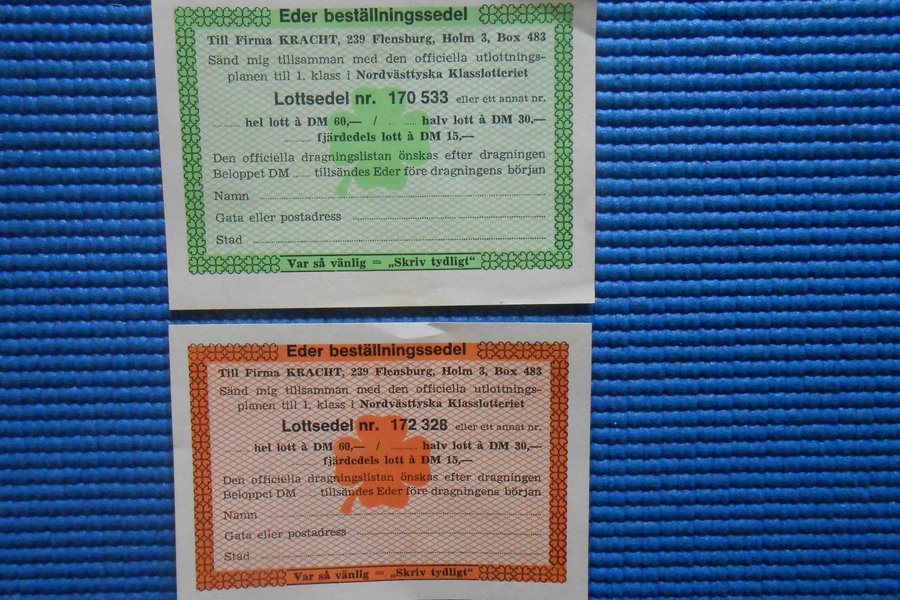 Eder beställningssedel
Till Firma KRACHT, 239 Flensburg, Holm 3, Box 483
Sänd mig tillsamman med den officiella utlottnings-
planen till 1. klass i Nordvästtyska Klasslotteriet
Lottsedel nr. 170 533 eller ett annat nr.
............ hel lott à DM 60,— / ............ halv lott à DM 30,—
............ fjärdedels lott à DM 15,—
Den officiella dragningslistan önskas efter dragningen
Beloppet DM ...... tillsändes Eder före dragningens början
Namn
Gata eller postadress
Stad
Var så vänlig = „Skriv tydligt“
Eder beställningssedel
Till Firma KRACHT, 239 Flensburg, Holm 3, Box 483
Sänd mig tillsamman med den officiella utlottnings-
planen till 1. klass i Nordvästtyska Klasslotteriet
Lottsedel nr. 172 328 eller ett annat nr.
............ hel lott à DM 60,— / ............ halv lott à DM 30,—
............ fjärdedels lott à DM 15,—
Den officiella dragningslistan önskas efter dragningen
Beloppet DM ...... tillsändes Eder före dragningens början
Namn
Gata eller postadress
Stad
Var så vänlig = „Skriv tydligt“